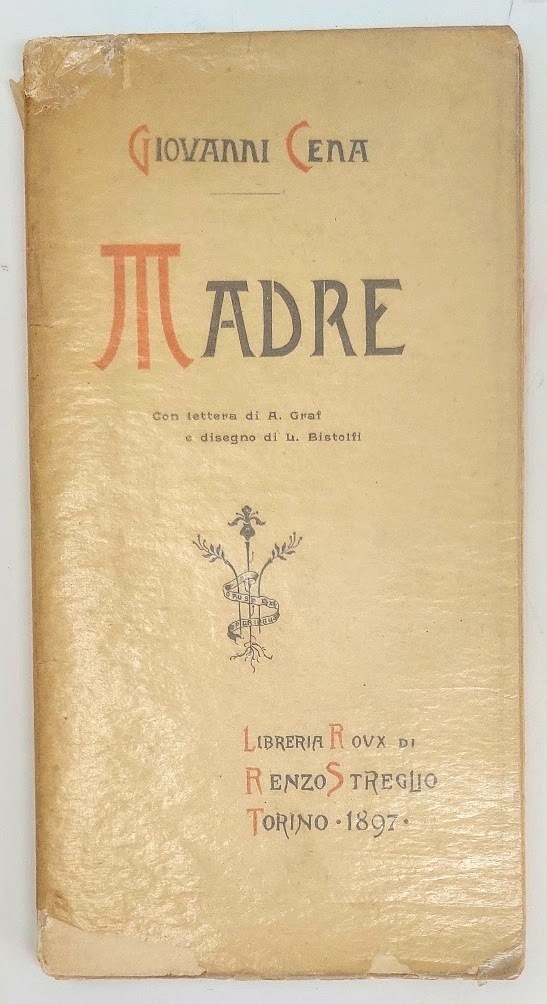 Giovanni Cena
Madre
Con lettera di A. Graf
e disegno di L. Bistolfi
Libreria Roux di
Renzo Streglio
Torino · 1897 ·